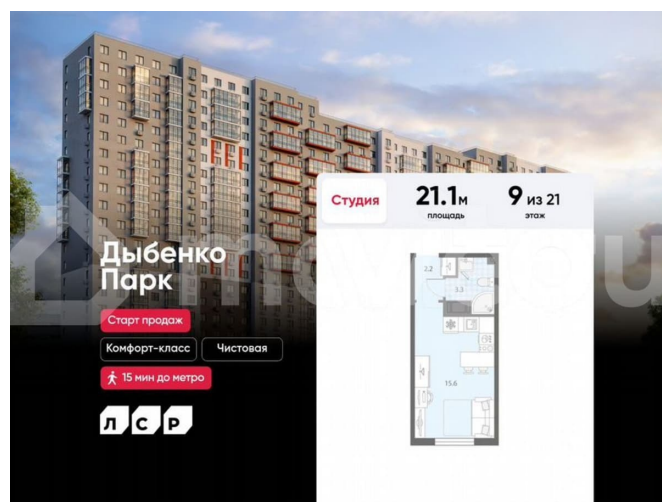 Студия
21.1м
площадь
9 из 21
этаж
Дыбенко
Парк
Старт продаж
Комфорт-класс
Чистовая
15 мин до метро
ЛСР
2.2
3.3
15.6